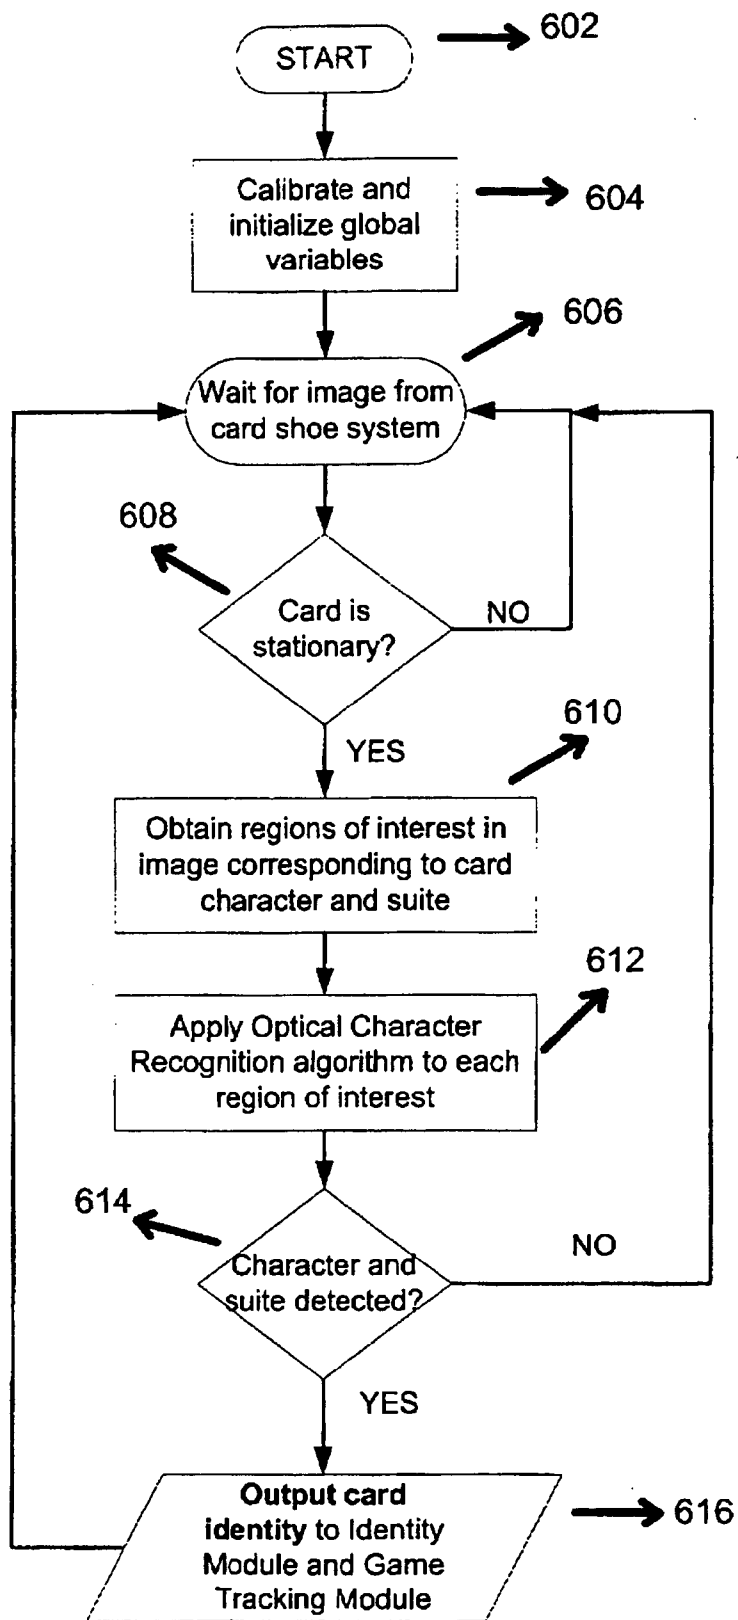 START
602
Calibrate and
initialize global
variables
604
606
Wait for image from
card shoe system
608
Card is
stationary?
NO
YES
610
Obtain regions of interest in
image corresponding to card
character and suite
612
Apply Optical Character
Recognition algorithm to each
region of interest
614
Character and
suite detected?
NO
YES
Output card
identity to Identity
Module and Game
Tracking Module
616